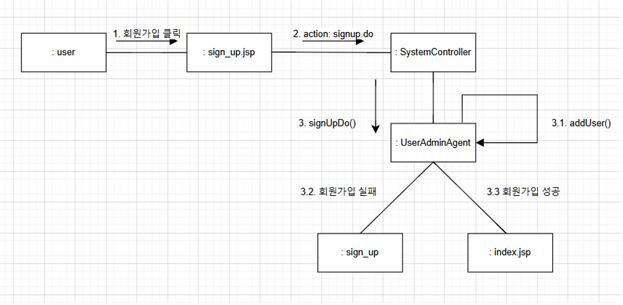 1. 회원가입 클릭
2. action: signup.do
: user
: sign_up.jsp
: SystemController
3. signUpDo()
3.1. addUser()
: UserAdminAgent
3.2. 회원가입 실패
3.3 회원가입 성공
: sign_up
: index.jsp